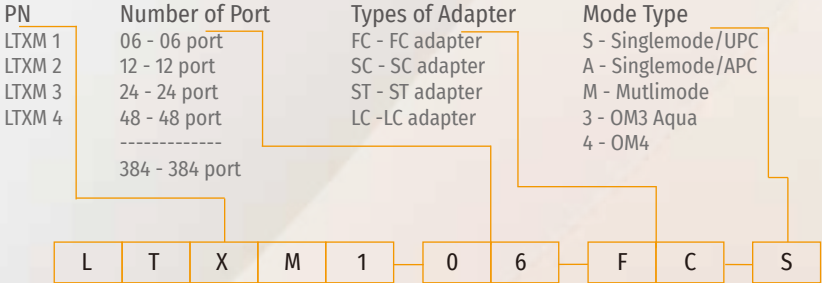 PN
LTXM 1
LTXM 2
LTXM 3
LTXM 4
Number of Port
06 - 06 port
12 - 12 port
24 - 24 port
48 - 48 port
-------------
384 - 384 port
Types of Adapter
FC - FC adapter
SC - SC adapter
ST - ST adapter
LC -LC adapter
Mode Type
S - Singlemode/UPC
A - Singlemode/APC
M - Mutlimode
3 - OM3 Aqua
4 - OM4
L T X M 1 - 0 6 - F C - S